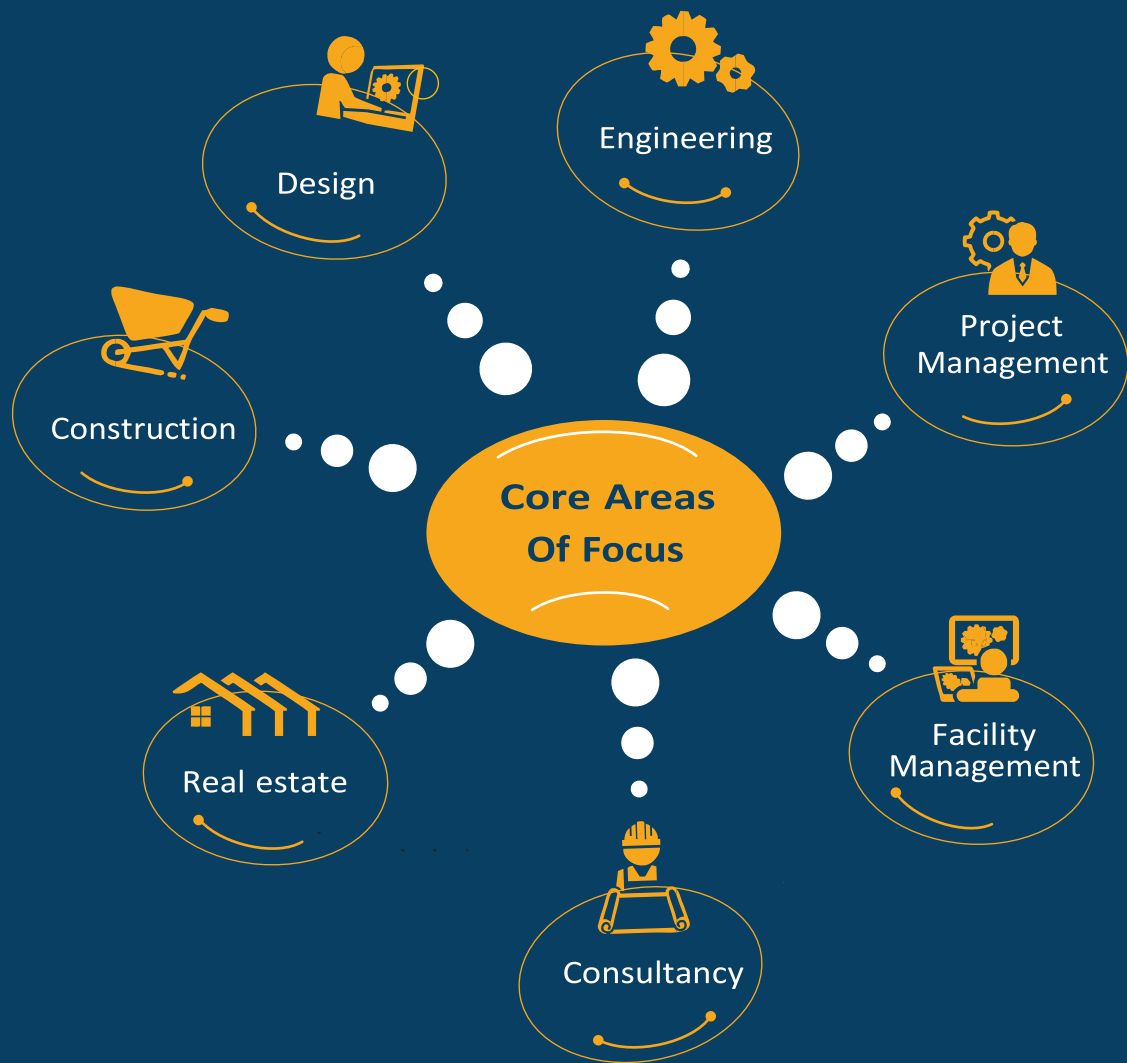 Engineering
Design
Project
Management
Construction
Core Areas
Of Focus
Facility
Management
Real estate
Consultancy